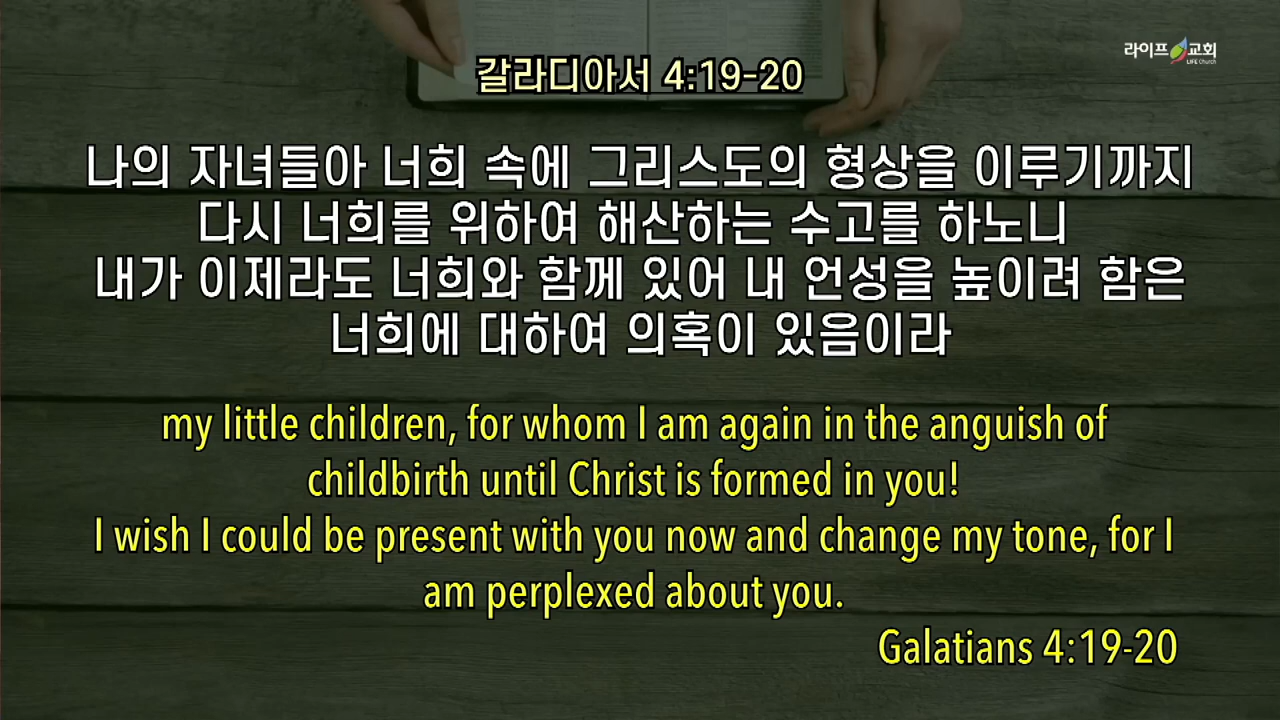 라이프 교회
LIFE Church
갈라디아서 4:19-20
나의 자녀들아 너희 속에 그리스도의 형상을 이루기까지
다시 너희를 위하여 해산하는 수고를 하노니
내가 이제라도 너희와 함께 있어 내 언성을 높이려 함은
너희에 대하여 의혹이 있음이라
my little children, for whom I am again in the anguish of
childbirth until Christ is formed in you!
I wish I could be present with you now and change my tone, for I
am perplexed about you.
Galatians 4:19-20